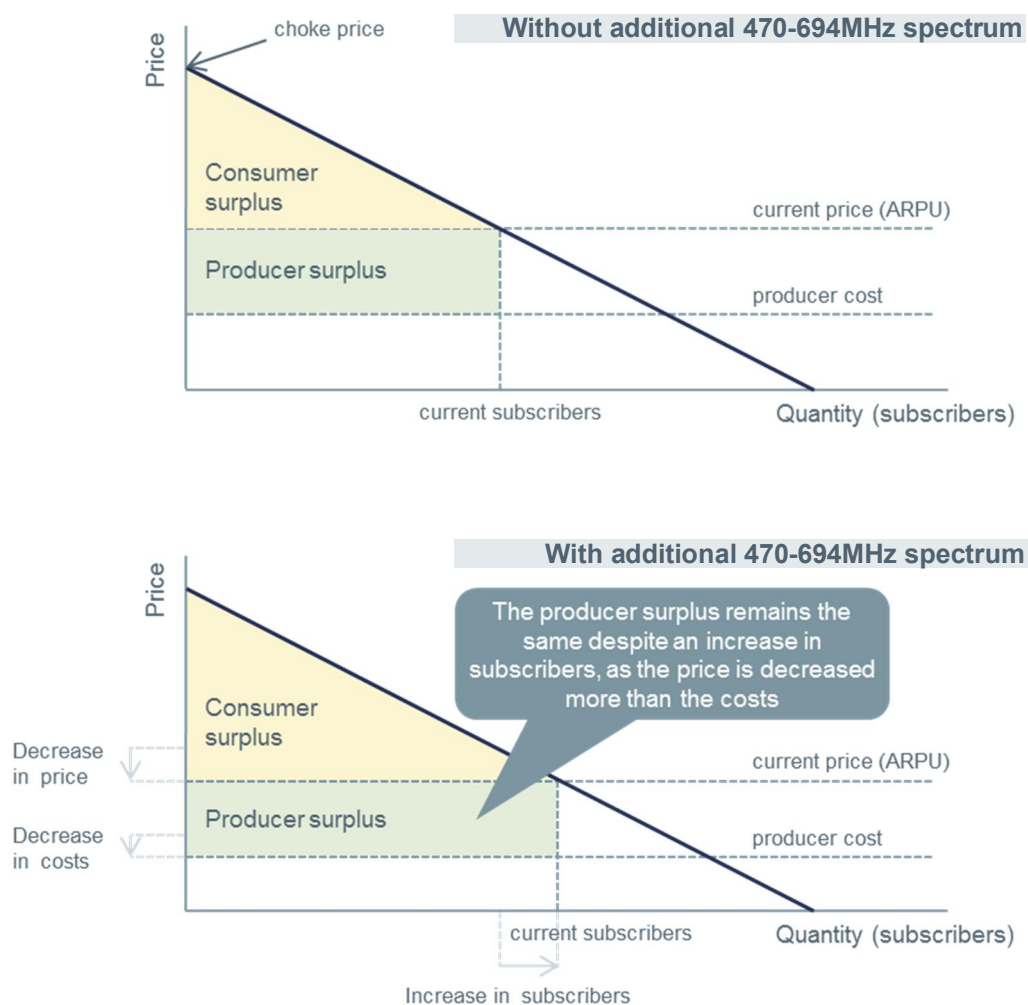 choke price
Without additional 470-694MHz spectrum
Price
Consumer
surplus
current price (ARPU)
Producer surplus
producer cost
current subscribers
Quantity (subscribers)
With additional 470-694MHz spectrum
Price
The producer surplus remains the
same despite an increase in
subscribers, as the price is decreased
more than the costs
Consumer
surplus
Decrease
in price
current price (ARPU)
Producer surplus
Decrease
in costs
producer cost
current subscribers
Quantity (subscribers)
Increase in subscribers